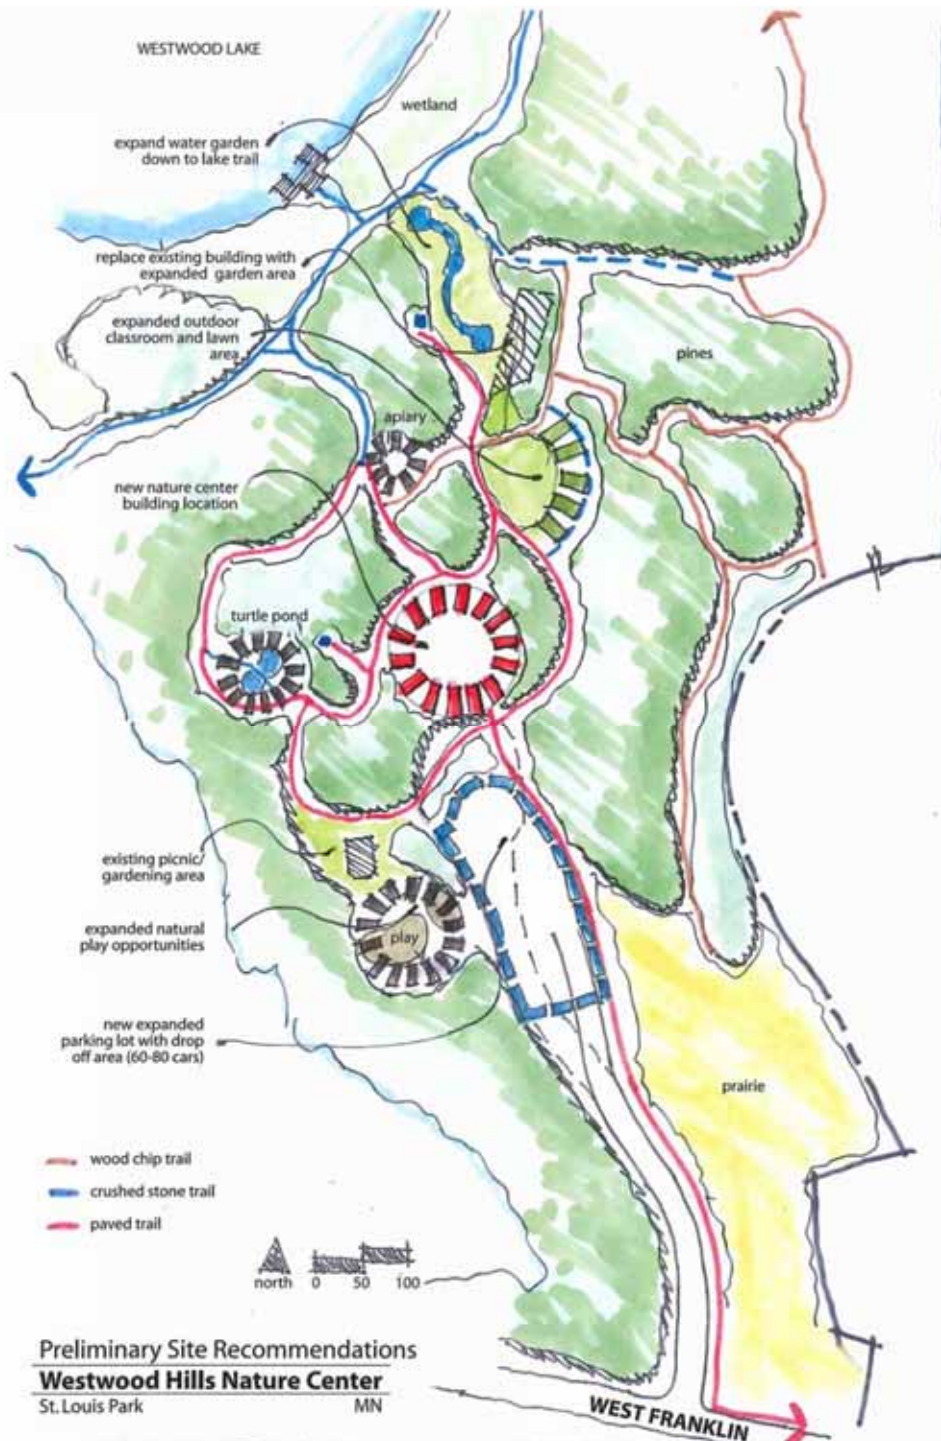 WESTWOOD LAKE
wetland
expand water garden
down to lake trail
replace existing building with
expanded garden area
expanded outdoor
classroom and lawn
area
pines
apiary
new nature center
building location
turtle pond
existing picnic/
gardening area
expanded natural
play opportunities
play
new expanded
parking lot with drop
off area (60-80 cars)
prairie
wood chip trail
crushed stone trail
paved trail
north 0 50 100
Preliminary Site Recommendations
Westwood Hills Nature Center
St. Louis Park MN
WEST FRANKLIN